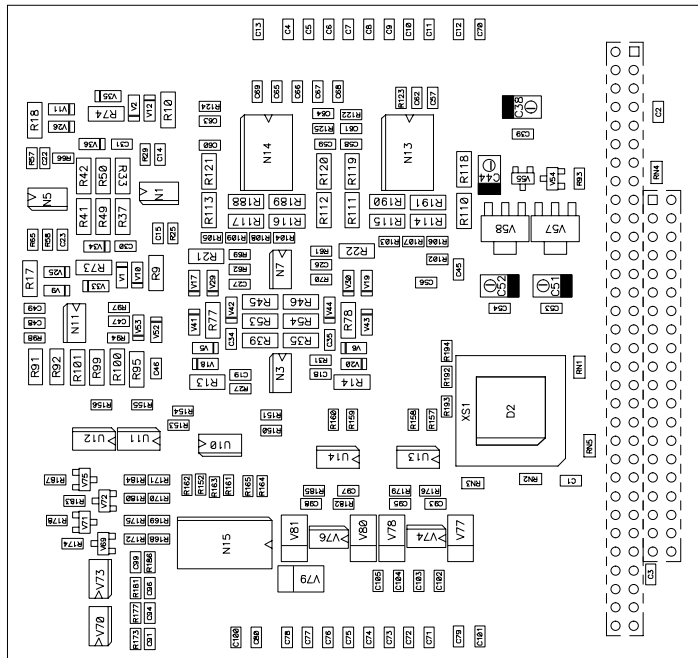 C13 C4 C5 C6 C7 C8 C9 C10 C11 C12 C70
C69 C65 C66 C67 C68 R123 C62 C57 C38
V35 V2 V12 R10 R124 C64 R122 C2
V11 R74 C63 R125 C61
R18 V26 C60 N14 C59 C58 N13 C39
V36 C31 R29 C14
R57 C22 R66 R42 R50 R33 R121 R120 R119 R118 C44 V55 V54 R93 RN4
N5 N1 R188 R189 R190 R191
R41 R49 R37 R113 R112 R111 R110
R117 R116 R115 R114 V58 V57
R65 R58 C23 V34 C30 C15 R25 R105 R109 R108 R104 R103 R107 R106
R21 R69 R61 R22 R102
R17 V25 R73 V1 V10 R9 R62 N7 C26 C45
V9 V33 V17 V29 C27 R70 V30 V19 C56
C52 C51
C49 R97 R45 R46
C48 N11 C47 V53 V52 V41 R77 V42 R53 R54 V44 R78 V43 C54 C53
R98 R94 C34 R39 R35 C35
V5 V6 R194
R91 R92 R101 R99 R100 R95 C46 V18 C19 N3 R31 V20 RN1
R13 R27 C18 R14 R192
R156 R155 R154 R151 R160 R159 R158 R157 R193 XS1 D2
R153 R150
U12 U11 U10 U14 U13 RN5
V75 R187 R184 R171 R162 R152 R163 R161 R165 R164 RN3 RN2 C1
R183 V72 R180 R170 R185 C97 R179 R176
R178 V71 R175 R169 C98 R182 C95 C93
R174 V69 R172 R168 N15 V81 V76 V80 V78 V74 V77
C99 R186
V73 R181 C96 V79 C105 C104 C103 C102 C3
R177 C94
V70 R173 C91 C100 C80 C78 C77 C76 C75 C74 C73 C72 C71 C79 C101